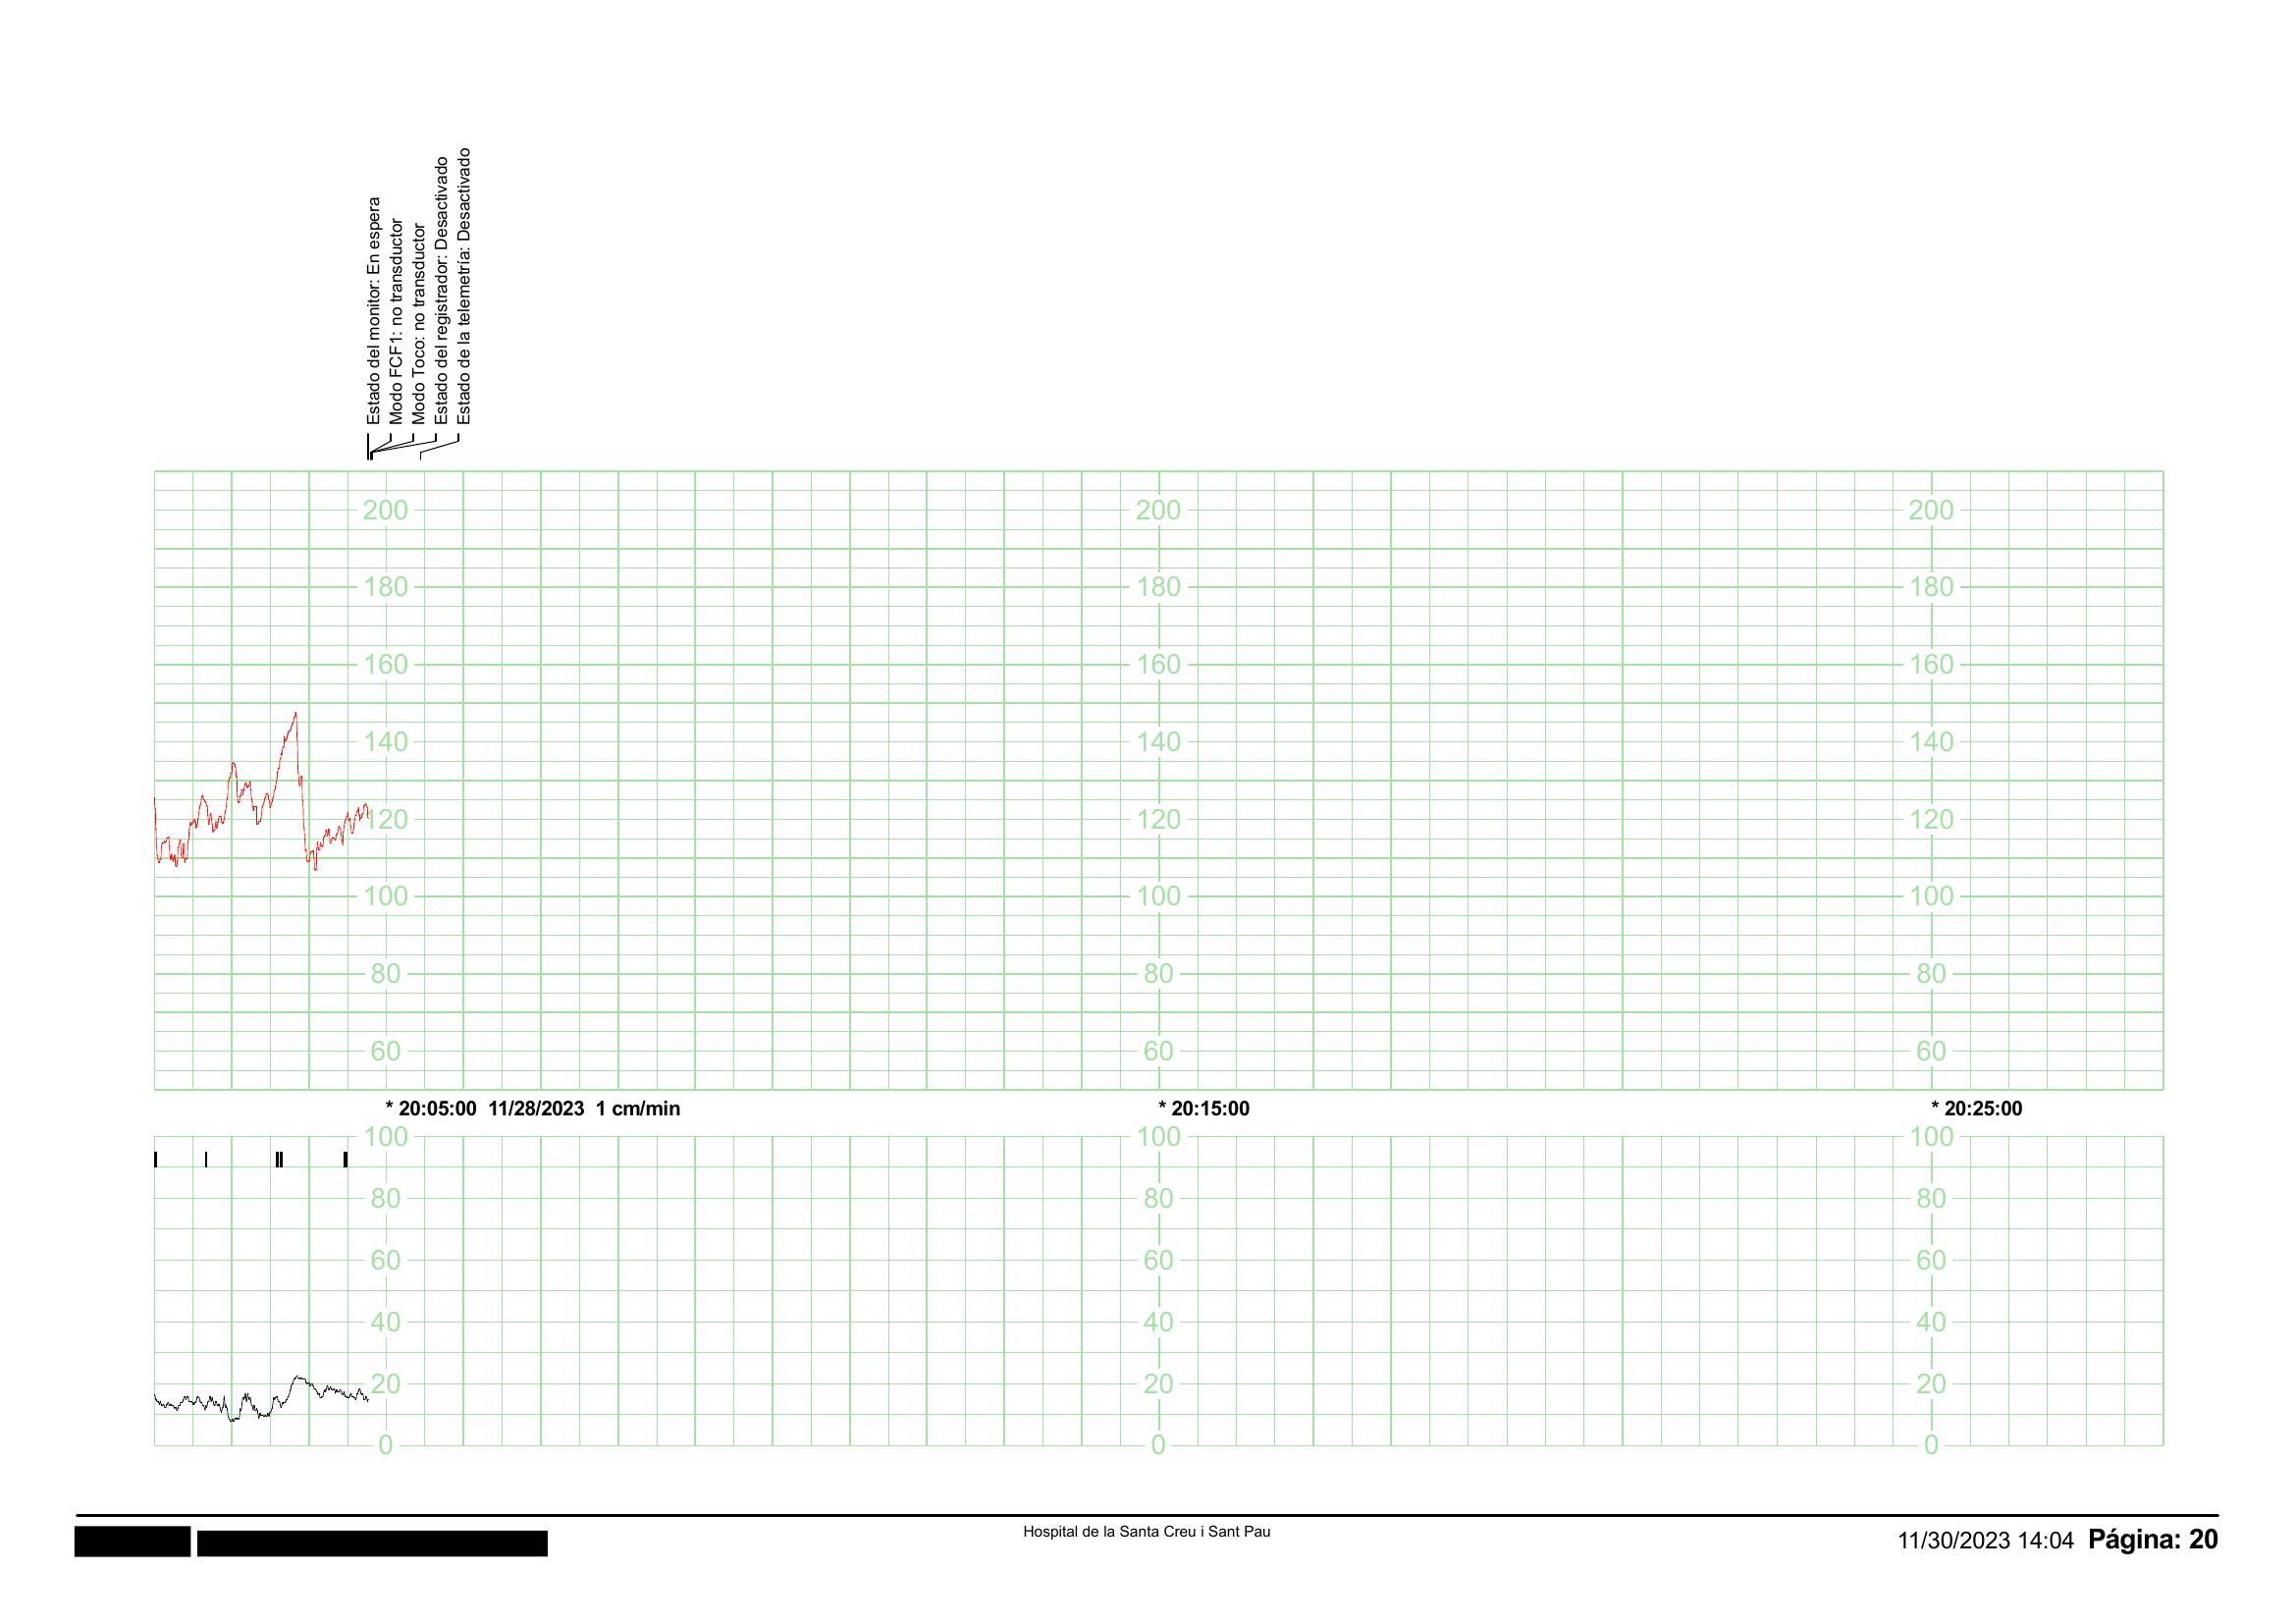 Estado del monitor: En espera
Modo FCF1: no transductor
Modo Toco: no transductor
Estado del registrador: Desactivado
Estado de la telemetría: Desactivado
200 200 200
180 180 180
160 160 160
140 140 140
120 120 120
100 100 100
80 80 80
60 60 60
* 20:05:00 11/28/2023 1 cm/min * 20:15:00 * 20:25:00
100 100 100
80 80 80
60 60 60
40 40 40
20 20 20
0 0 0
Hospital de la Santa Creu i Sant Pau
11/30/2023 14:04 Página: 20